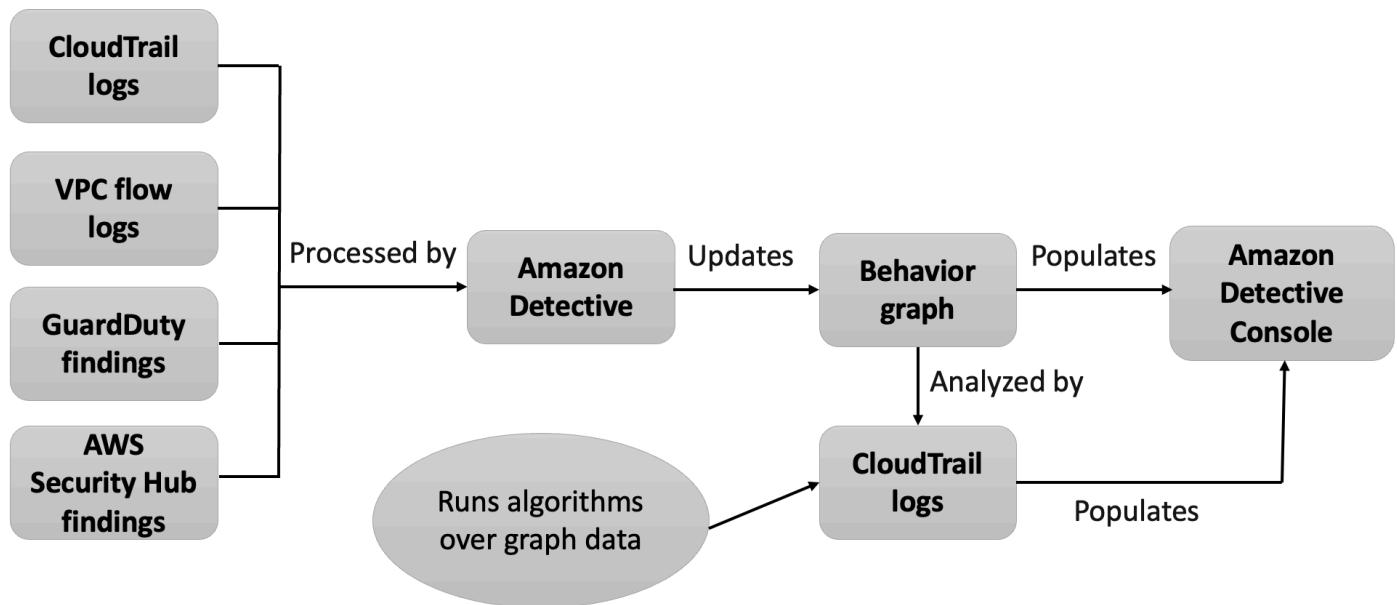 CloudTrail
logs
VPC flow
logs
GuardDuty
findings
AWS
Security Hub
findings
Processed by
Amazon
Detective
Updates
Behavior
graph
Populates
Amazon
Detective
Console
Analyzed by
CloudTrail
logs
Runs algorithms
over graph data
Populates